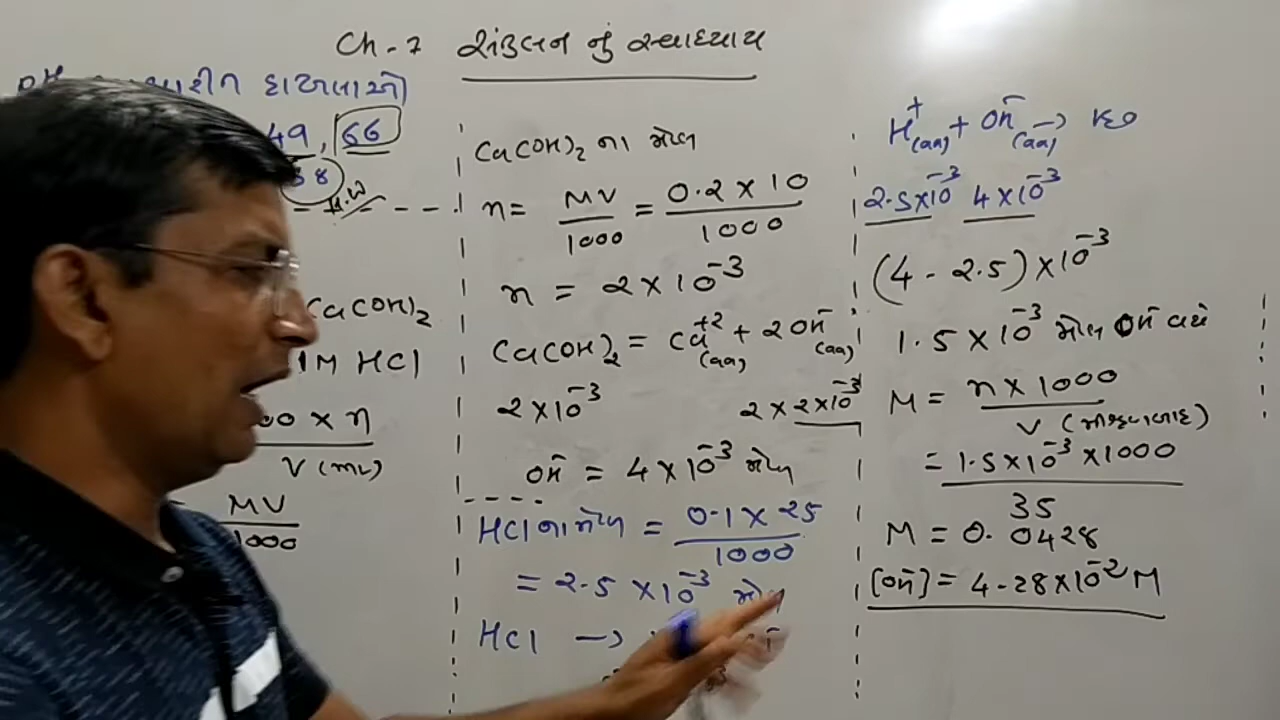 Ch-7 સંતુલન નું સ્વાધ્યાય
દાખલાઓ
49, 66
H.W
Ca(OH)₂
1M HCl
00 × n
V (mL)
MV
1000
Ca(OH)₂ ના મોલ
n = MV/1000 = 0.2 × 10/1000
n = 2 × 10⁻³
Ca(OH)₂ = Ca⁺²(aq) + 2OH⁻(aq)
2×10⁻³ 2 × 2×10⁻³
OH⁻ = 4 × 10⁻³ મોલ
HCl ના મોલ = 0.1 × 25/1000
= 2.5 × 10⁻³ મોલ
HCl →
H⁺(aq) + OH⁻(aq) → H₂O
2.5×10⁻³ 4×10⁻³
(4 - 2.5) × 10⁻³
1.5 × 10⁻³ મોલ OH⁻ વધે
M = n × 1000
V
= 1.5×10⁻³ × 1000
35
M = 0.0428
[OH⁻] = 4.28×10⁻² M